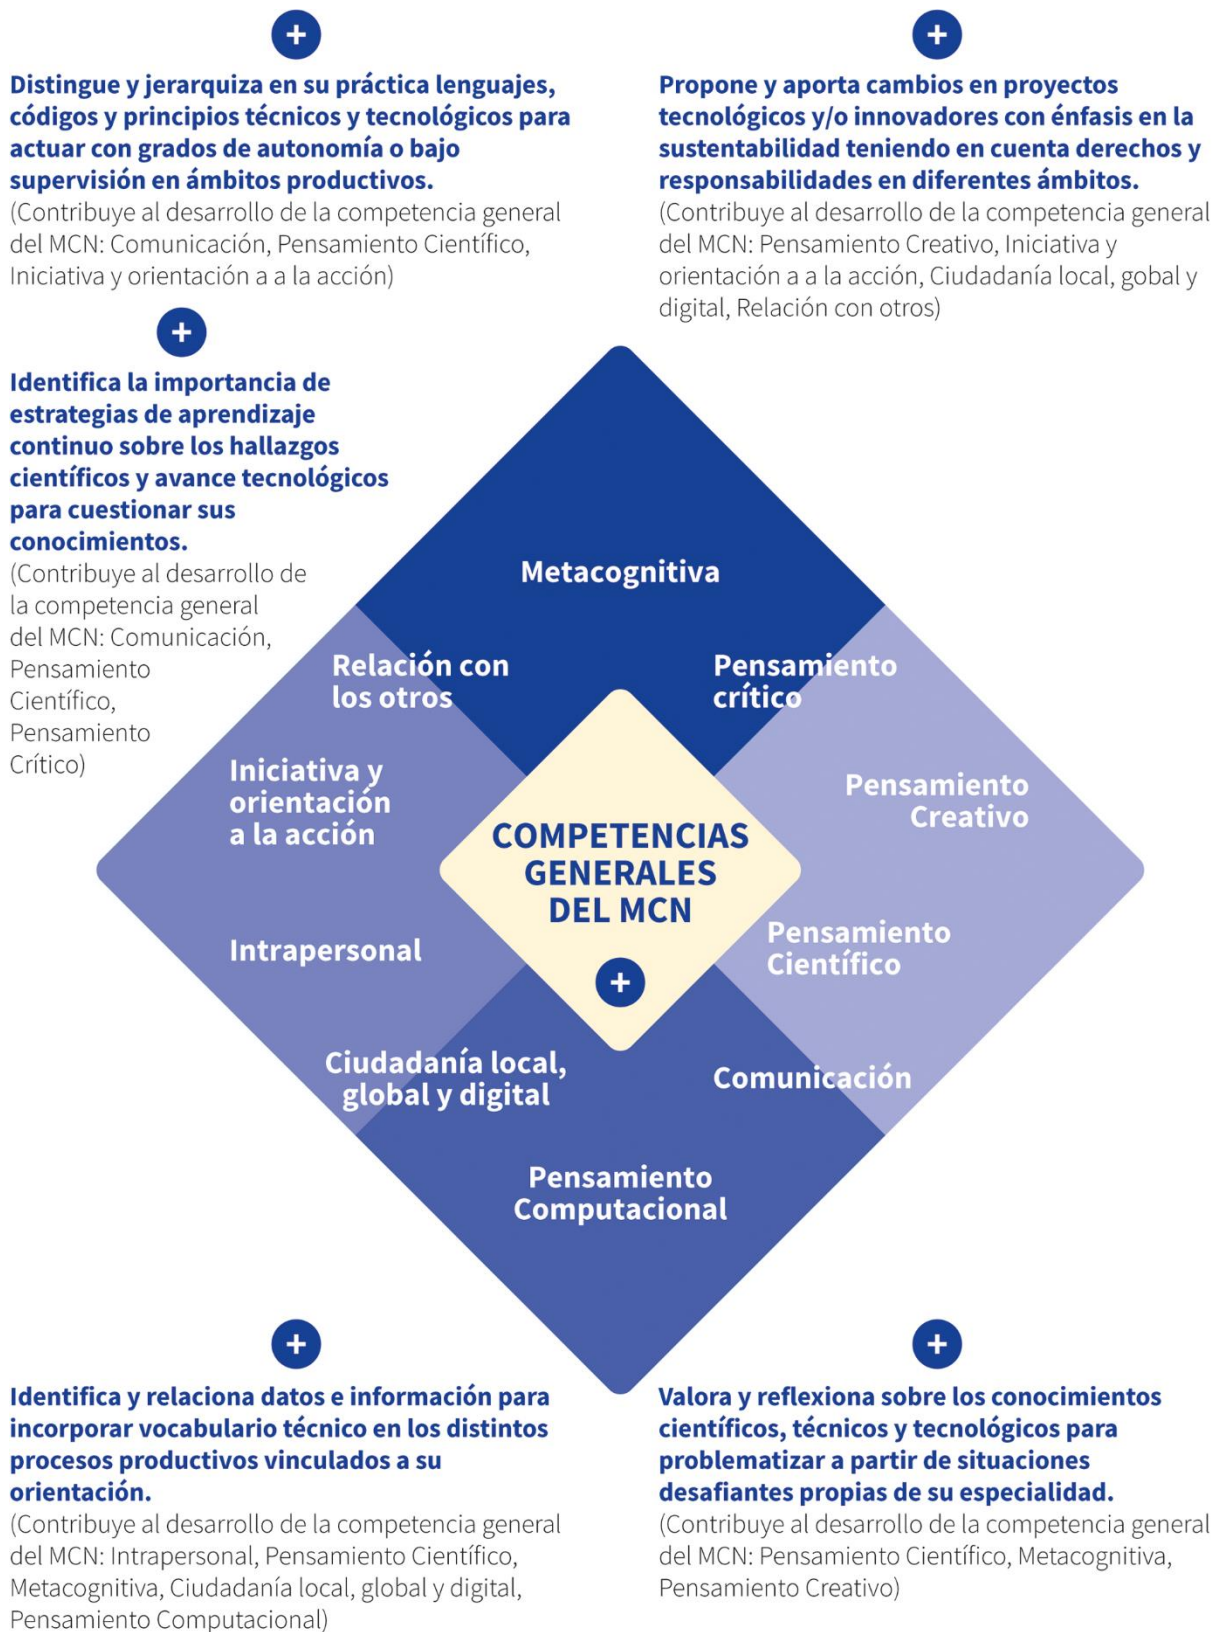 +
Distingue y jerarquiza en su práctica lenguajes,
códigos y principios técnicos y tecnológicos para
actuar con grados de autonomía o bajo
supervisión en ámbitos productivos.
(Contribuye al desarrollo de la competencia general
del MCN: Comunicación, Pensamiento Científico,
Iniciativa y orientación a a la acción)
+
Propone y aporta cambios en proyectos
tecnológicos y/o innovadores con énfasis en la
sustentabilidad teniendo en cuenta derechos y
responsabilidades en diferentes ámbitos.
(Contribuye al desarrollo de la competencia general
del MCN: Pensamiento Creativo, Iniciativa y
orientación a a la acción, Ciudadanía local, gobal y
digital, Relación con otros)
+
Identifica la importancia de
estrategias de aprendizaje
continuo sobre los hallazgos
científicos y avance tecnológicos
para cuestionar sus
conocimientos.
(Contribuye al desarrollo de
la competencia general
del MCN: Comunicación,
Pensamiento
Científico,
Pensamiento
Crítico)
Metacognitiva
Relación con
los otros
Pensamiento
crítico
Iniciativa y
orientación
a la acción
Pensamiento
Creativo
COMPETENCIAS
GENERALES
DEL MCN
+
Intrapersonal
Pensamiento
Científico
Ciudadanía local,
global y digital
Comunicación
Pensamiento
Computacional
+
Identifica y relaciona datos e información para
incorporar vocabulario técnico en los distintos
procesos productivos vinculados a su
orientación.
(Contribuye al desarrollo de la competencia general
del MCN: Intrapersonal, Pensamiento Científico,
Metacognitiva, Ciudadanía local, global y digital,
Pensamiento Computacional)
+
Valora y reflexiona sobre los conocimientos
científicos, técnicos y tecnológicos para
problematizar a partir de situaciones
desafiantes propias de su especialidad.
(Contribuye al desarrollo de la competencia general
del MCN: Pensamiento Científico, Metacognitiva,
Pensamiento Creativo)